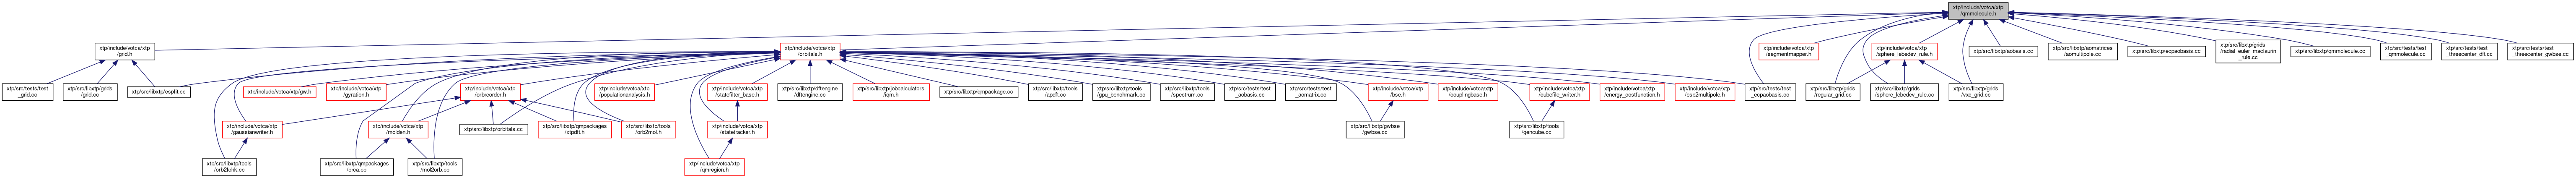 xtp/include/votca/xtp
/qmmolecule.h
xtp/include/votca/xtp
/grid.h
xtp/include/votca/xtp
/orbitals.h
xtp/include/votca/xtp
/segmentmapper.h
xtp/include/votca/xtp
/sphere_lebedev_rule.h
xtp/src/libxtp/aobasis.cc
xtp/src/libxtp/aomatrices
/aomultipole.cc
xtp/src/libxtp/ecpaobasis.cc
xtp/src/libxtp/grids
/radial_euler_maclaurin
_rule.cc
xtp/src/libxtp/qmmolecule.cc
xtp/src/tests/test
_qmmolecule.cc
xtp/src/tests/test
_threecenter_dft.cc
xtp/src/tests/test
_threecenter_gwbse.cc
xtp/src/tests/test
_grid.cc
xtp/src/libxtp/grids
/grid.cc
xtp/src/libxtp/espfit.cc
xtp/include/votca/xtp/gw.h
xtp/include/votca/xtp
/gyration.h
xtp/include/votca/xtp
/orbreorder.h
xtp/include/votca/xtp
/populationanalysis.h
xtp/include/votca/xtp
/statefilter_base.h
xtp/src/libxtp/dftengine
/dftengine.cc
xtp/src/libxtp/jobcalculators
/iqm.h
xtp/src/libxtp/qmpackage.cc
xtp/src/libxtp/tools
/apdft.cc
xtp/src/libxtp/tools
/gpu_benchmark.cc
xtp/src/libxtp/tools
/spectrum.cc
xtp/src/tests/test
_aobasis.cc
xtp/src/tests/test
_aomatrix.cc
xtp/include/votca/xtp
/bse.h
xtp/include/votca/xtp
/couplingbase.h
xtp/include/votca/xtp
/cubefile_writer.h
xtp/include/votca/xtp
/energy_costfunction.h
xtp/include/votca/xtp
/esp2multipole.h
xtp/src/tests/test
_ecpaobasis.cc
xtp/src/libxtp/grids
/regular_grid.cc
xtp/src/libxtp/grids
/sphere_lebedev_rule.cc
xtp/src/libxtp/grids
/vxc_grid.cc
xtp/include/votca/xtp
/gaussianwriter.h
xtp/include/votca/xtp
/molden.h
xtp/src/libxtp/orbitals.cc
xtp/src/libxtp/qmpackages
/xtpdft.h
xtp/src/libxtp/tools
/orb2mol.h
xtp/include/votca/xtp
/statetracker.h
xtp/src/libxtp/gwbse
/gwbse.cc
xtp/src/libxtp/tools
/gencube.cc
xtp/src/libxtp/tools
/orb2fchk.cc
xtp/src/libxtp/qmpackages
/orca.cc
xtp/src/libxtp/tools
/mol2orb.cc
xtp/include/votca/xtp
/qmregion.h